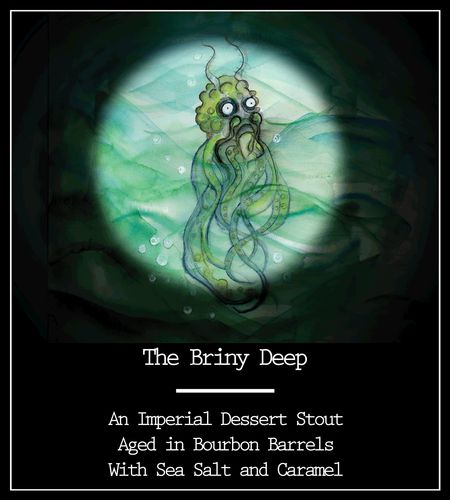 The Briny Deep
An Imperial Dessert Stout
Aged in Bourbon Barrels
With Sea Salt and Caramel